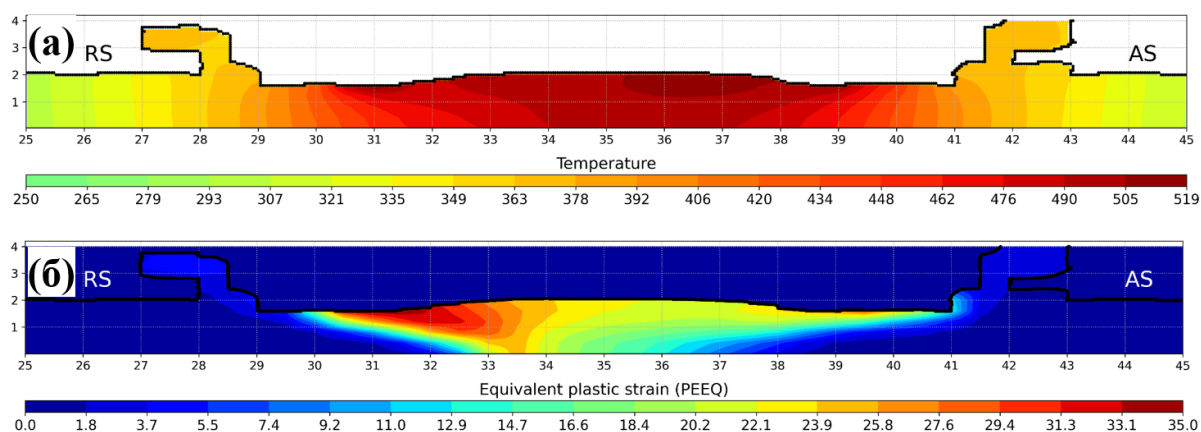 (а)
RS
AS
4
3
2
1
25 26 27 28 29 30 31 32 33 34 35 36 37 38 39 40 41 42 43 44 45
Temperature
250 265 279 293 307 321 335 349 363 378 392 406 420 434 448 462 476 490 505 519
(б)
RS
AS
4
3
2
1
25 26 27 28 29 30 31 32 33 34 35 36 37 38 39 40 41 42 43 44 45
Equivalent plastic strain (PEEQ)
0.0 1.8 3.7 5.5 7.4 9.2 11.0 12.9 14.7 16.6 18.4 20.2 22.1 23.9 25.8 27.6 29.4 31.3 33.1 35.0